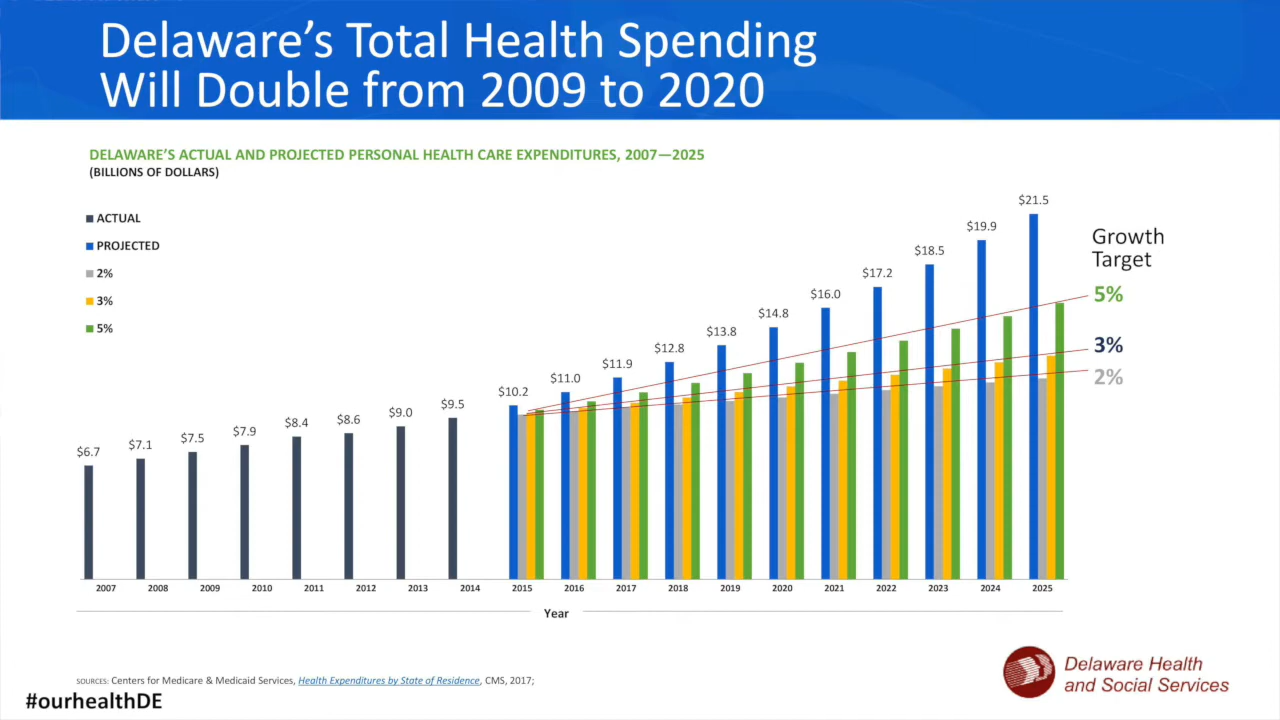 Delaware’s Total Health Spending
Will Double from 2009 to 2020
DELAWARE’S ACTUAL AND PROJECTED PERSONAL HEALTH CARE EXPENDITURES, 2007—2025
(BILLIONS OF DOLLARS)
ACTUAL
PROJECTED
2%
3%
5%
$6.7
$7.1
$7.5
$7.9
$8.4
$8.6
$9.0
$9.5
$10.2
$11.0
$11.9
$12.8
$13.8
$14.8
$16.0
$17.2
$18.5
$19.9
$21.5
Growth
Target
5%
3%
2%
2007 2008 2009 2010 2011 2012 2013 2014 2015 2016 2017 2018 2019 2020 2021 2022 2023 2024 2025
Year
SOURCES: Centers for Medicare & Medicaid Services, Health Expenditures by State of Residence, CMS, 2017;
#ourhealthDE
Delaware Health
and Social Services